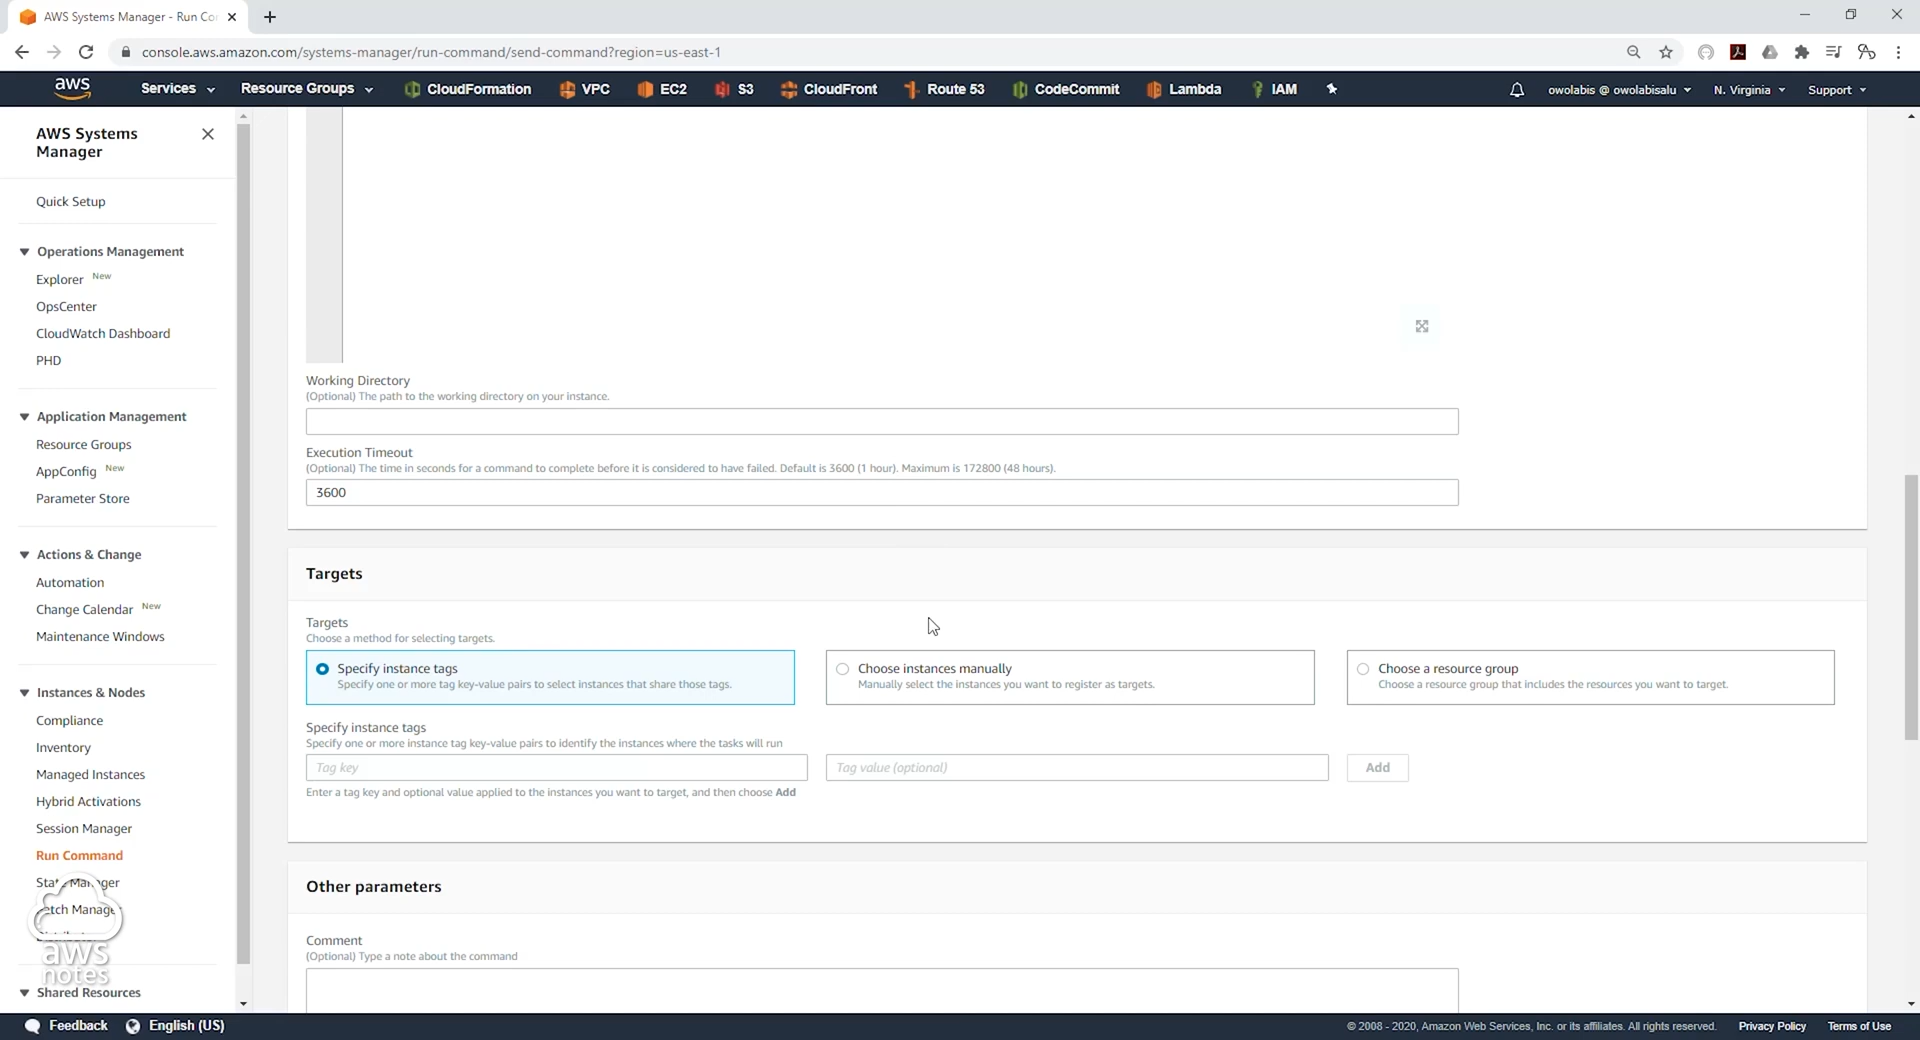 AWS Systems Manager - Run Co
console.aws.amazon.com/systems-manager/run-command/send-command?region=us-east-1
aws
Services
Resource Groups
CloudFormation
VPC
EC2
S3
CloudFront
Route 53
CodeCommit
Lambda
IAM
owolabis @ owolabisalu
N. Virginia
Support
AWS Systems
Manager
Quick Setup
Operations Management
Explorer New
OpsCenter
CloudWatch Dashboard
PHD
Application Management
Resource Groups
AppConfig New
Parameter Store
Actions & Change
Automation
Change Calendar New
Maintenance Windows
Instances & Nodes
Compliance
Inventory
Managed Instances
Hybrid Activations
Session Manager
Run Command
State Manager
Patch Manager
aws
notes
Shared Resources
Working Directory
(Optional) The path to the working directory on your instance.
Execution Timeout
(Optional) The time in seconds for a command to complete before it is considered to have failed. Default is 3600 (1 hour). Maximum is 172800 (48 hours).
3600
Targets
Targets
Choose a method for selecting targets.
Specify instance tags
Specify one or more tag key-value pairs to select instances that share those tags.
Choose instances manually
Manually select the instances you want to register as targets.
Choose a resource group
Choose a resource group that includes the resources you want to target.
Specify instance tags
Specify one or more instance tag key-value pairs to identify the instances where the tasks will run
Tag key
Tag value (optional)
Add
Enter a tag key and optional value applied to the instances you want to target, and then choose Add
Other parameters
Comment
(Optional) Type a note about the command
Feedback
English (US)
© 2008 - 2020, Amazon Web Services, Inc. or its affiliates. All rights reserved.
Privacy Policy
Terms of Use